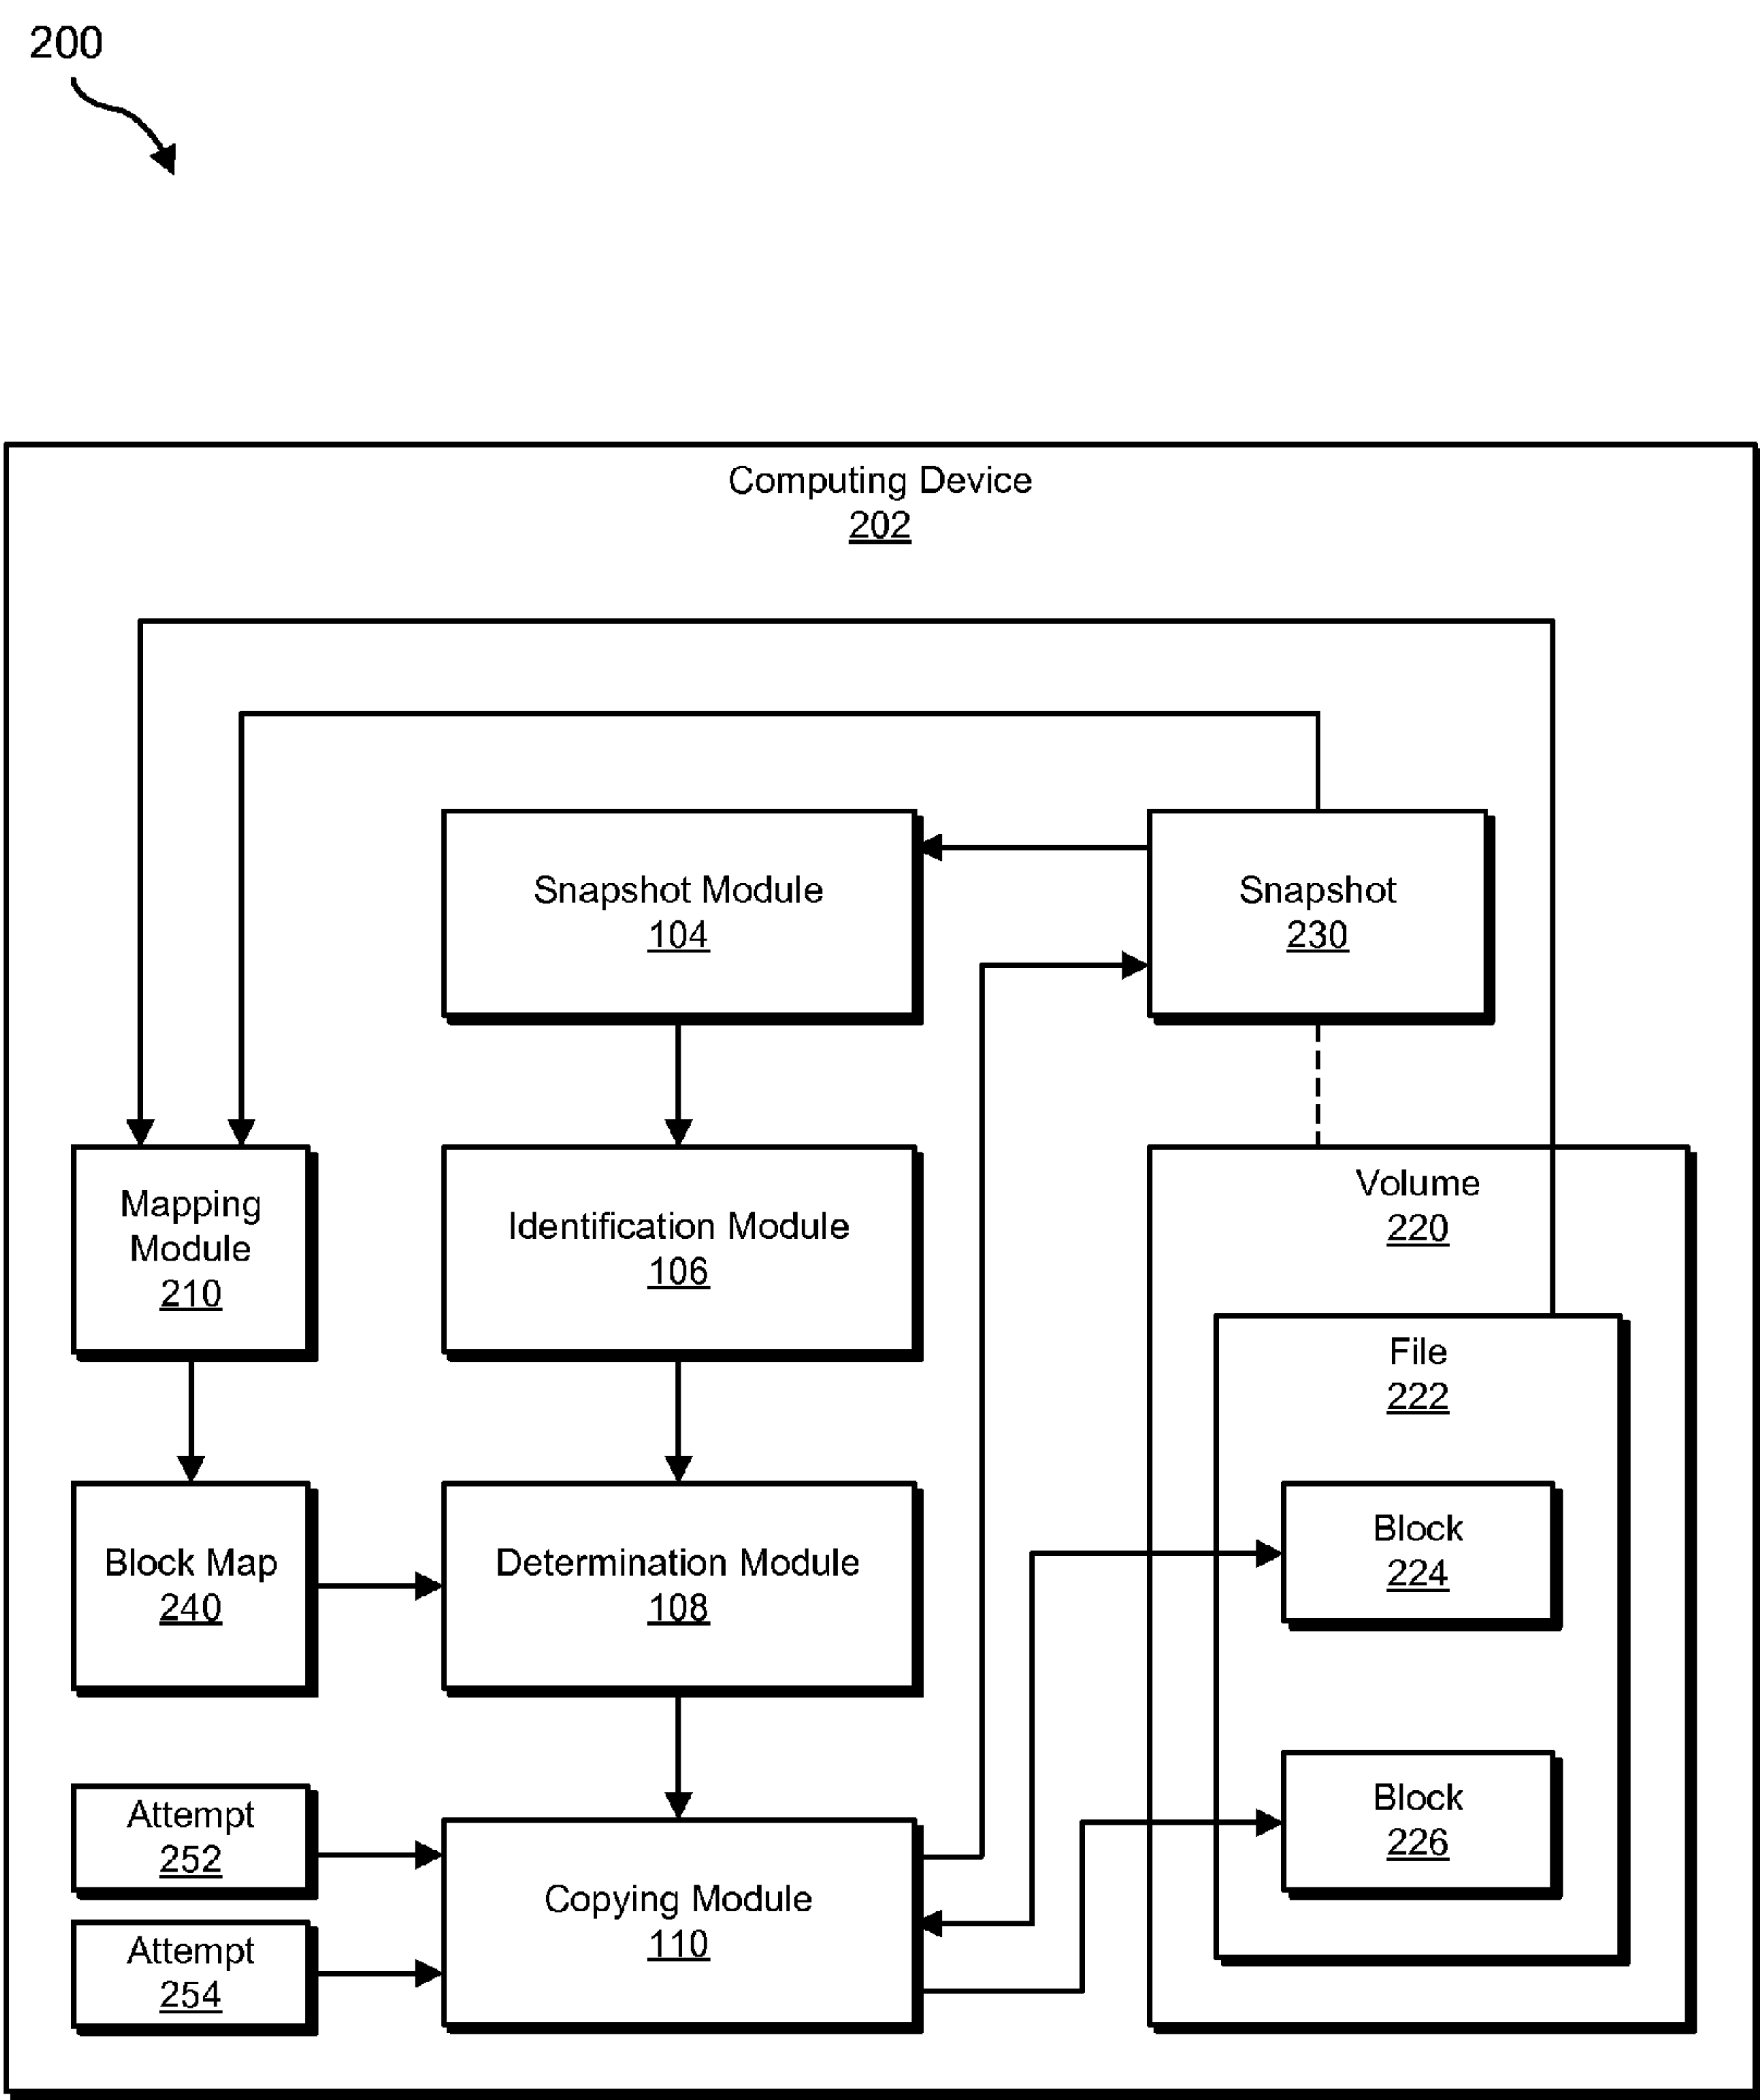 200
Computing Device
202
Snapshot Module
104
Snapshot
230
Mapping
Module
210
Identification Module
106
Volume
220
File
222
Block Map
240
Determination Module
108
Block
224
Attempt
252
Attempt
254
Copying Module
110
Block
226